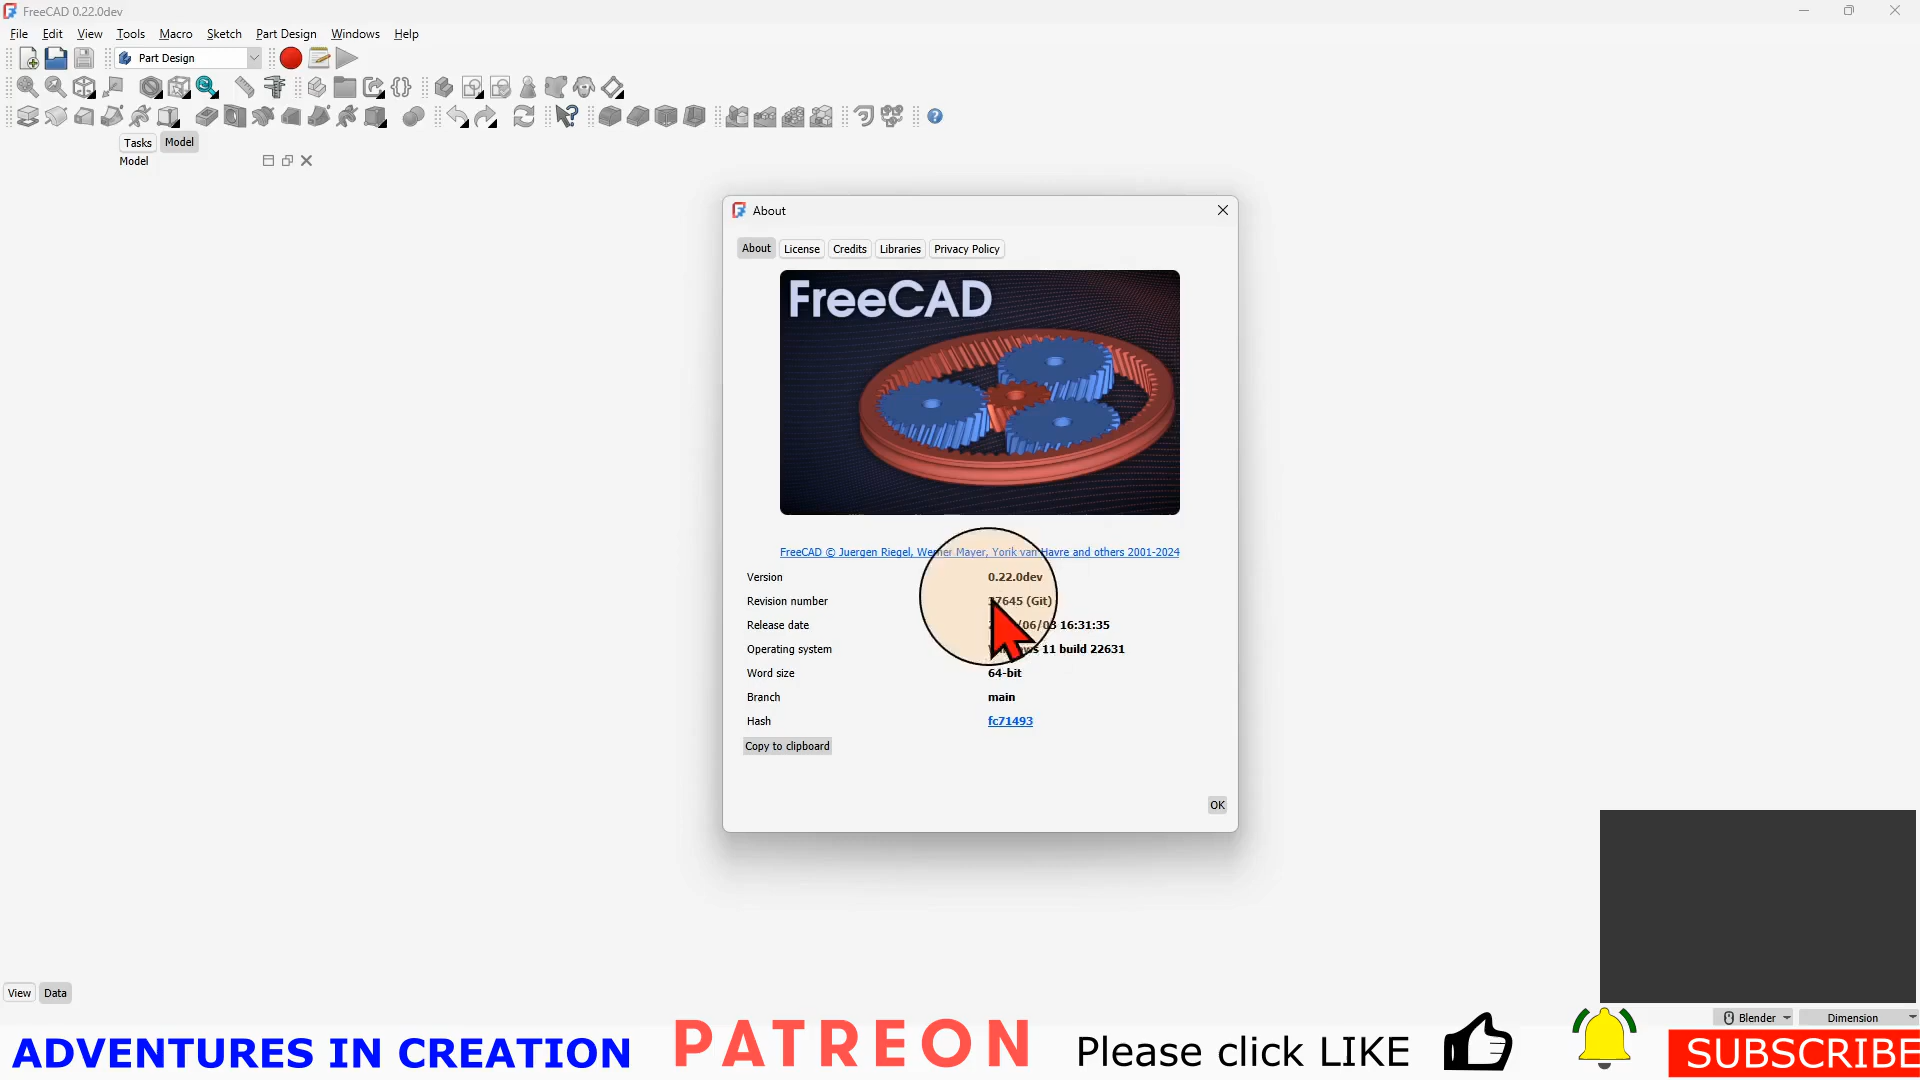 FreeCAD 0.22.0dev
File Edit View Tools Macro Sketch Part Design Windows Help
Part Design
Tasks Model
Model
About
About License Credits Libraries Privacy Policy
FreeCAD
FreeCAD © Juergen Riegel, Werner Mayer, Yorik van Havre and others 2001-2024
Version 0.22.0dev
Revision number 37645 (Git)
Release date /06/03 16:31:35
Operating system 11 build 22631
Word size 64-bit
Branch main
Hash fc71493
Copy to clipboard
OK
View Data
Blender Dimension
ADVENTURES IN CREATION PATREON Please click LIKE SUBSCRIBE